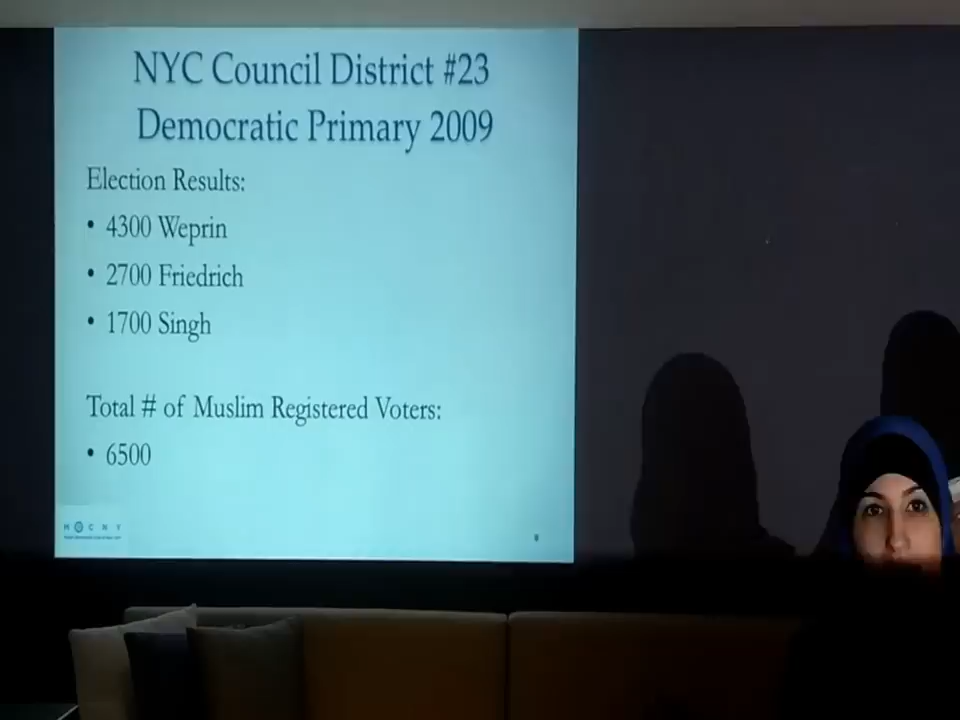 NYC Council District #23
Democratic Primary 2009
Election Results:
• 4300 Weprin
• 2700 Friedrich
• 1700 Singh
Total # of Muslim Registered Voters:
• 6500
M C N Y